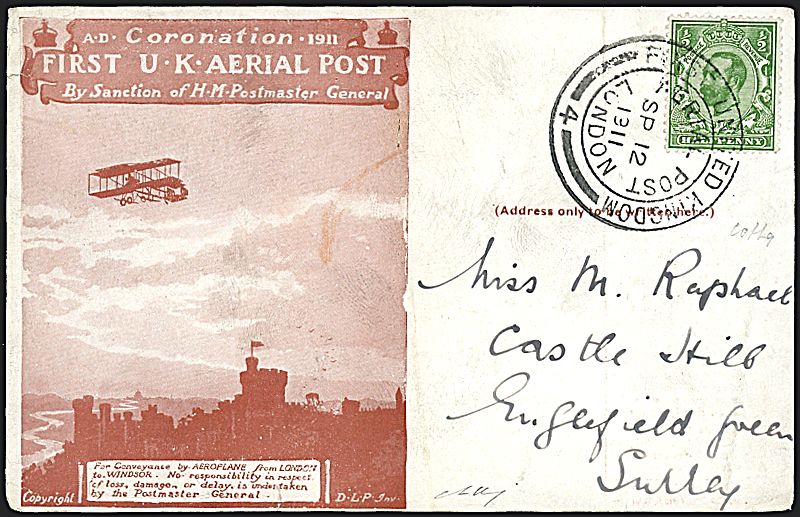 A·D· Coronation · 1911
FIRST U·K·AERIAL POST
By Sanction of H·M·Postmaster General
For Conveyance by AEROPLANE from LONDON
to WINDSOR. No responsibility in respect
of loss, damage, or delay, is undertaken
by the Postmaster General.
Copyright
D·L·P·Inv·
HALFPENNY
FIRST UNITED KINGDOM
AERIAL POST LONDON
SP 12
1911
4
(Address only to be written here.)
Miss M. Raphael
Castle Hill
Englefield Green
Surrey